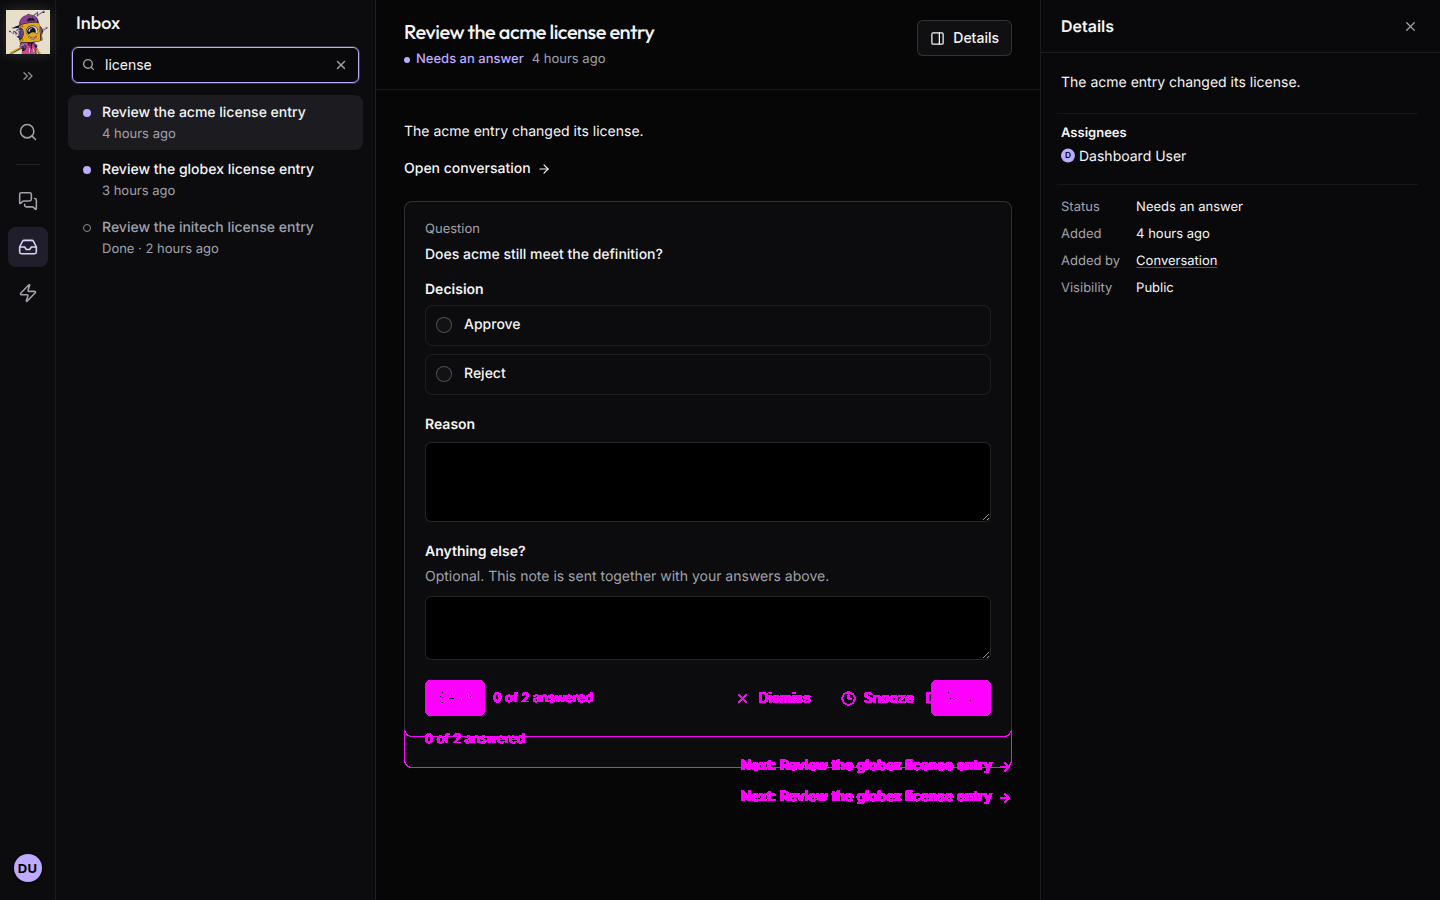 Inbox
license
Review the acme license entry
4 hours ago
Review the globex license entry
3 hours ago
Review the initech license entry
Done · 2 hours ago
DU
Review the acme license entry
Needs an answer 4 hours ago
Details
The acme entry changed its license.
Open conversation →
Question
Does acme still meet the definition?
Decision
Approve
Reject
Reason
Anything else?
Optional. This note is sent together with your answers above.
0 of 2 answered
Dismiss
Snooze
0 of 2 answered
Next: Review the globex license entry →
Next: Review the globex license entry →
Details
The acme entry changed its license.
Assignees
D Dashboard User
Status Needs an answer
Added 4 hours ago
Added by Conversation
Visibility Public